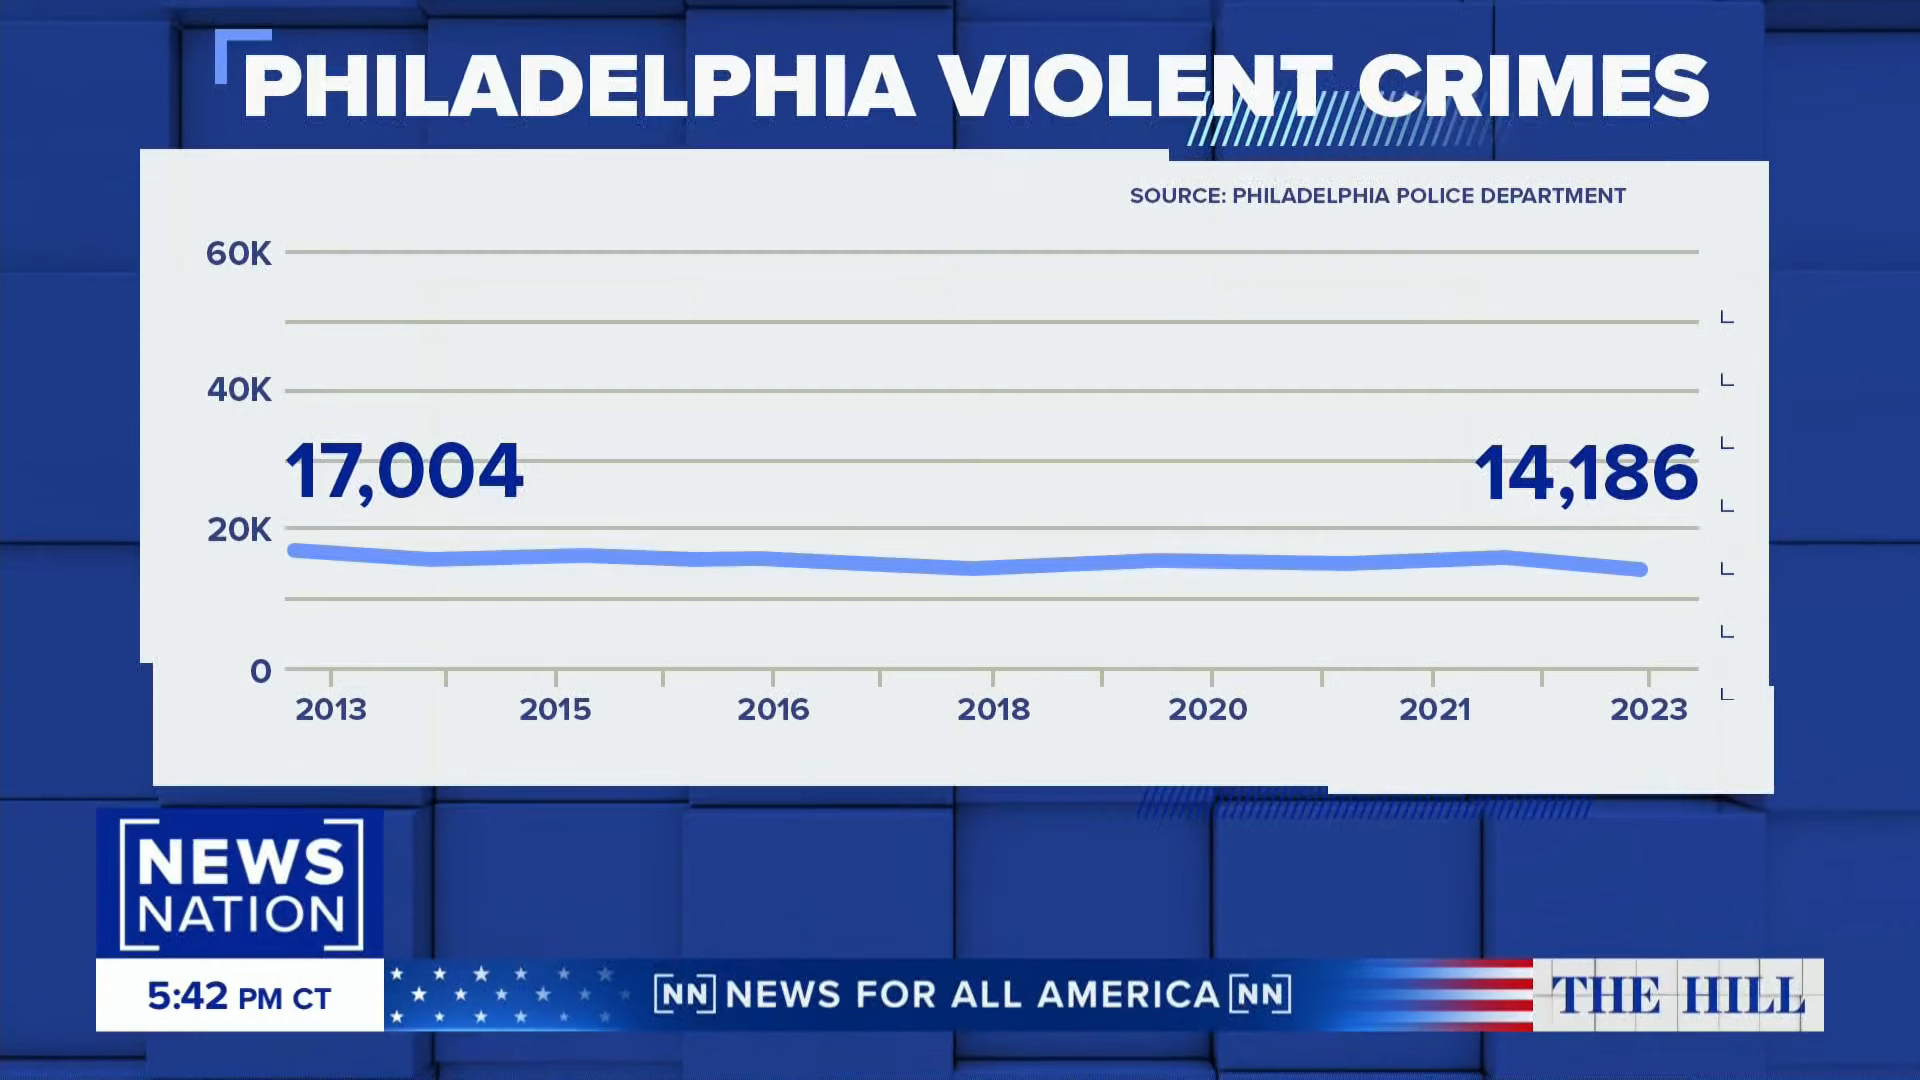 PHILADELPHIA VIOLENT CRIMES
SOURCE: PHILADELPHIA POLICE DEPARTMENT
60K
40K
17,004
14,186
20K
0
2013 2015 2016 2018 2020 2021 2023
NEWS
NATION
5:42 PM CT
NN NEWS FOR ALL AMERICA NN
THE HILL